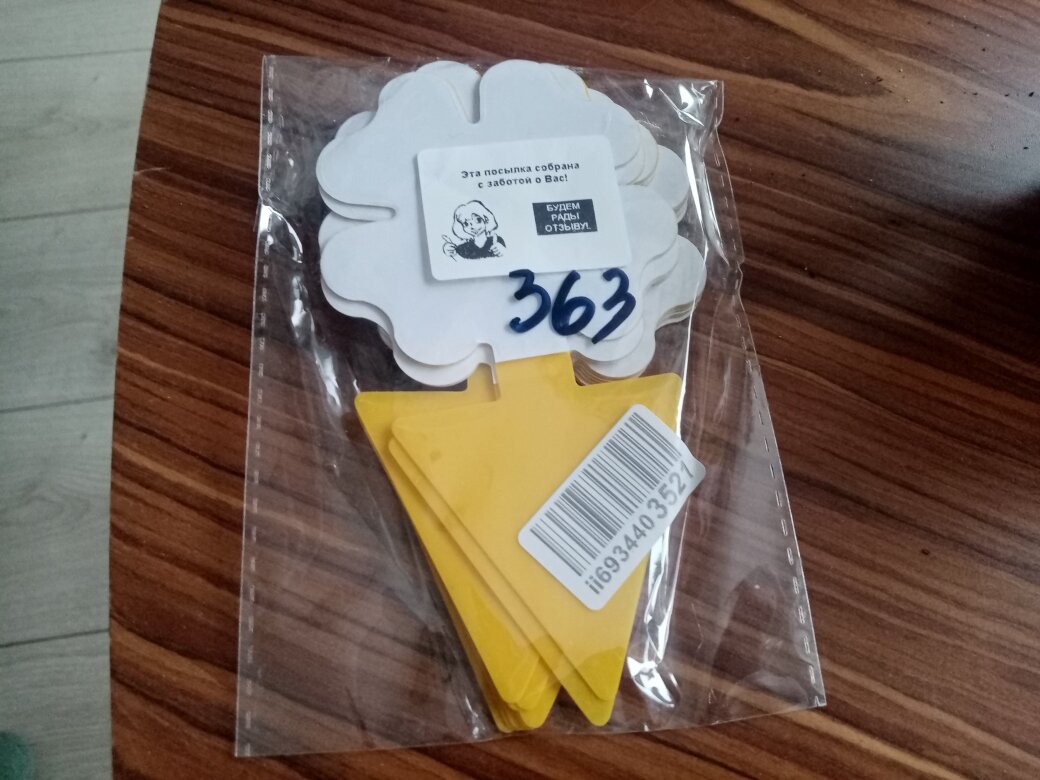 Эта посылка собрана
с заботой о Вас!
БУДЕМ
РАДЫ
ОТЗЫВУ!.
363
ii6934403521